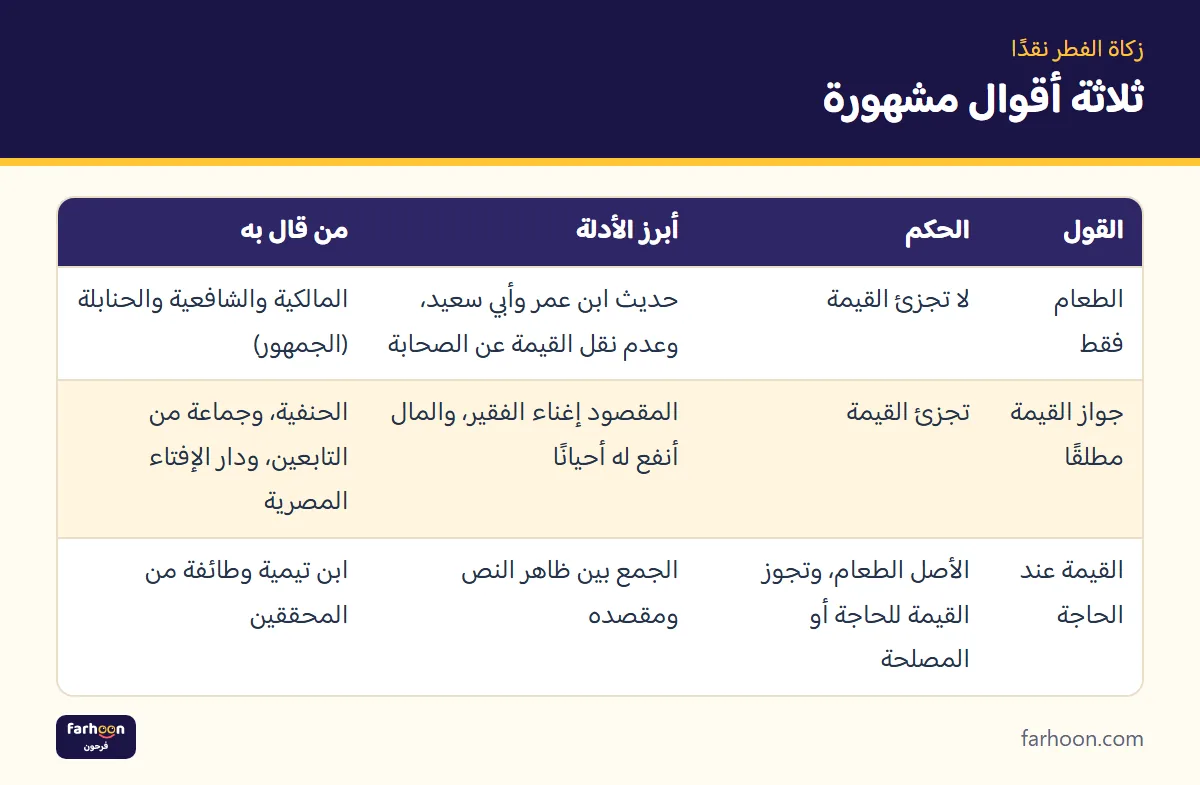 زكاة الفطر نقدًا
ثلاثة أقوال مشهورة
القول
الحكم
أبرز الأدلة
من قال به
الطعام
فقط
لا تجزئ القيمة
حديث ابن عمر وأبي سعيد،
وعدم نقل القيمة عن الصحابة
المالكية والشافعية والحنابلة
(الجمهور)
جواز القيمة
مطلقًا
تجزئ القيمة
المقصود إغناء الفقير، والمال
أنفع له أحيانًا
الحنفية، وجماعة من
التابعين، ودار الإفتاء
المصرية
القيمة عند
الحاجة
الأصل الطعام، وتجوز
القيمة للحاجة أو
المصلحة
الجمع بين ظاهر النص
ومقصده
ابن تيمية وطائفة من
المحققين
farhoon.com
farhoon
فرحون